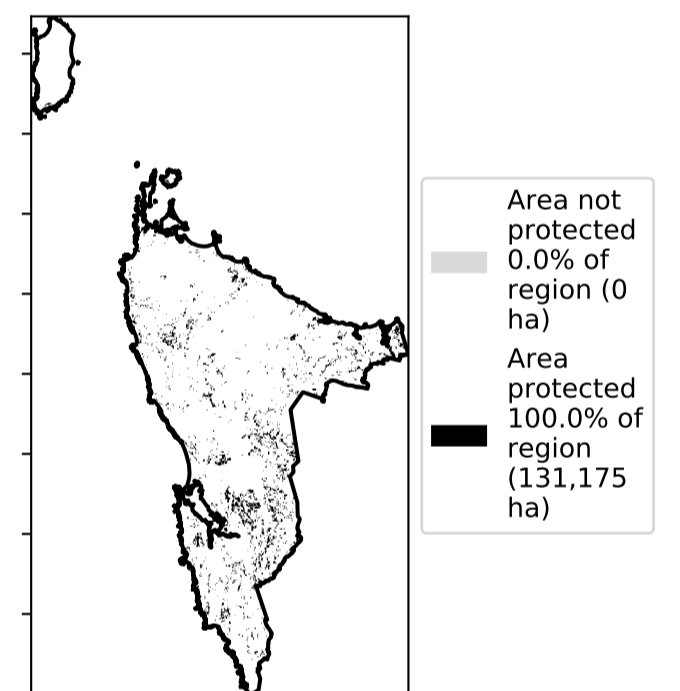 Area not
protected
0.0% of
region (0
ha)
Area
protected
100.0% of
region
(131,175
ha)